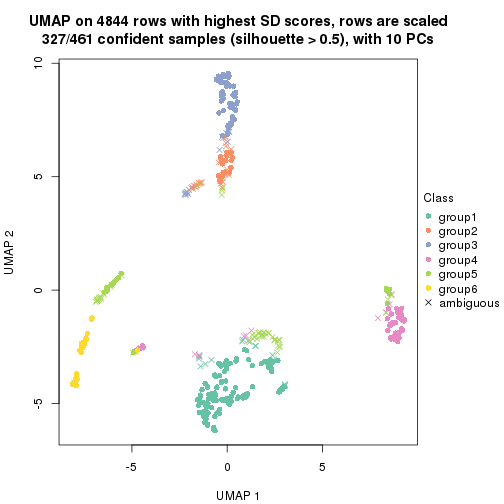 UMAP on 4844 rows with highest SD scores, rows are scaled
327/461 confident samples (silhouette > 0.5), with 10 PCs
10
5
0
-5
UMAP 2
-5
0
5
UMAP 1
Class
group1
group2
group3
group4
group5
group6
ambiguous